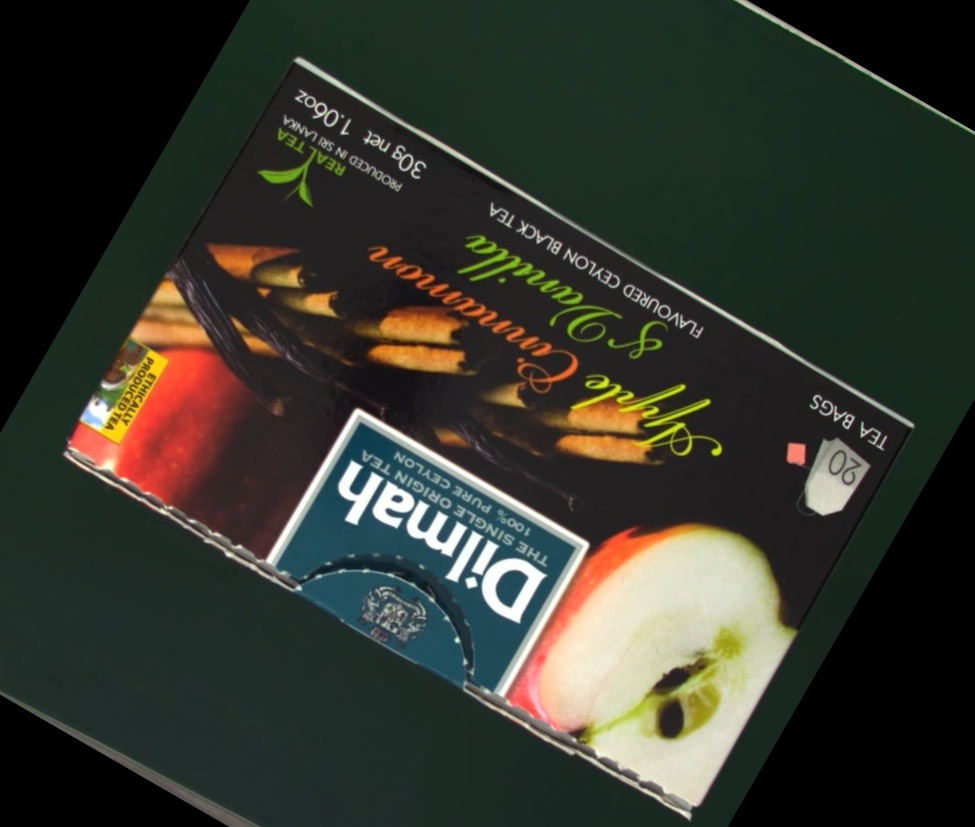 Dilmah
THE SINGLE ORIGIN TEA
100% PURE CEYLON
ETHICALLY
PRODUCED TEA
20
TEA BAGS
Apple Cinnamon
& Vanilla
FLAVOURED CEYLON BLACK TEA
REAL TEA
PRODUCED IN SRI LANKA
30g net 1.06oz